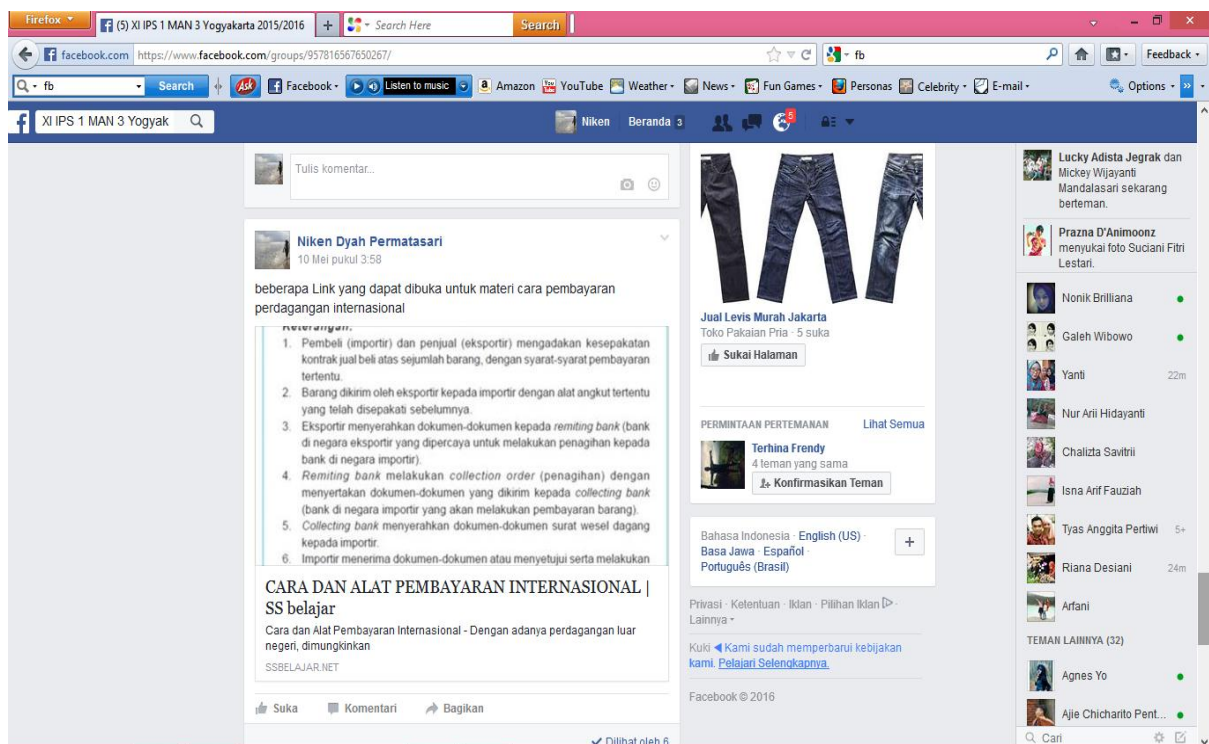 Firefox
(5) XI IPS 1 MAN 3 Yogyakarta 2015/2016
Search Here
Search
facebook.com https://www.facebook.com/groups/957816567650267/
fb
Feedback
fb
Search
Ask
Facebook
Listen to music
Amazon
YouTube
Weather
News
Fun Games
Personas
Celebrity
E-mail
Options
XI IPS 1 MAN 3 Yogyak
Niken
Beranda 3
5
Tulis komentar...
Niken Dyah Permatasari
10 Mei pukul 3:58
beberapa Link yang dapat dibuka untuk materi cara pembayaran
perdagangan internasional
Keterangan:
1. Pembeli (importir) dan penjual (eksportir) mengadakan kesepakatan
kontrak jual beli atas sejumlah barang, dengan syarat-syarat pembayaran
tertentu.
2. Barang dikirim oleh eksportir kepada importir dengan alat angkut tertentu
yang telah disepakati sebelumnya.
3. Eksportir menyerahkan dokumen-dokumen kepada remiting bank (bank
di negara eksportir yang dipercaya untuk melakukan penagihan kepada
bank di negara importir).
4. Remiting bank melakukan collection order (penagihan) dengan
menyertakan dokumen-dokumen yang dikirim kepada collecting bank
(bank di negara importir yang akan melakukan pembayaran barang).
5. Collecting bank menyerahkan dokumen-dokumen surat wesel dagang
kepada importir.
6. Importir menerima dokumen-dokumen atau menyetujui serta melakukan
CARA DAN ALAT PEMBAYARAN INTERNASIONAL |
SS belajar
Cara dan Alat Pembayaran Internasional - Dengan adanya perdagangan luar
negeri, dimungkinkan
SSBELAJAR.NET
Suka
Komentari
Bagikan
Dilihat oleh 6
Jual Levis Murah Jakarta
Toko Pakaian Pria · 5 suka
Sukai Halaman
PERMINTAAN PERTEMANAN
Lihat Semua
Terhina Frendy
4 teman yang sama
Konfirmasikan Teman
Bahasa Indonesia · English (US) ·
Basa Jawa · Español ·
Português (Brasil)
Privasi · Ketentuan · Iklan · Pilihan Iklan ·
Lainnya
Kuki Kami sudah memperbarui kebijakan
kami. Pelajari Selengkapnya.
Facebook © 2016
Lucky Adista Jegrak dan
Mickey Wijayanti
Mandalasari sekarang
berteman.
Prazna D'Animoonz
menyukai foto Suciani Fitri
Lestari.
Nonik Brilliana
Galeh Wibowo
Yanti 22m
Nur Arii Hidayanti
Chalizta Savitrii
Isna Arif Fauziah
Tyas Anggita Pertiwi 5+
Riana Desiani 24m
Arfani
TEMAN LAINNYA (32)
Agnes Yo
Ajie Chicharito Pent...
Cari